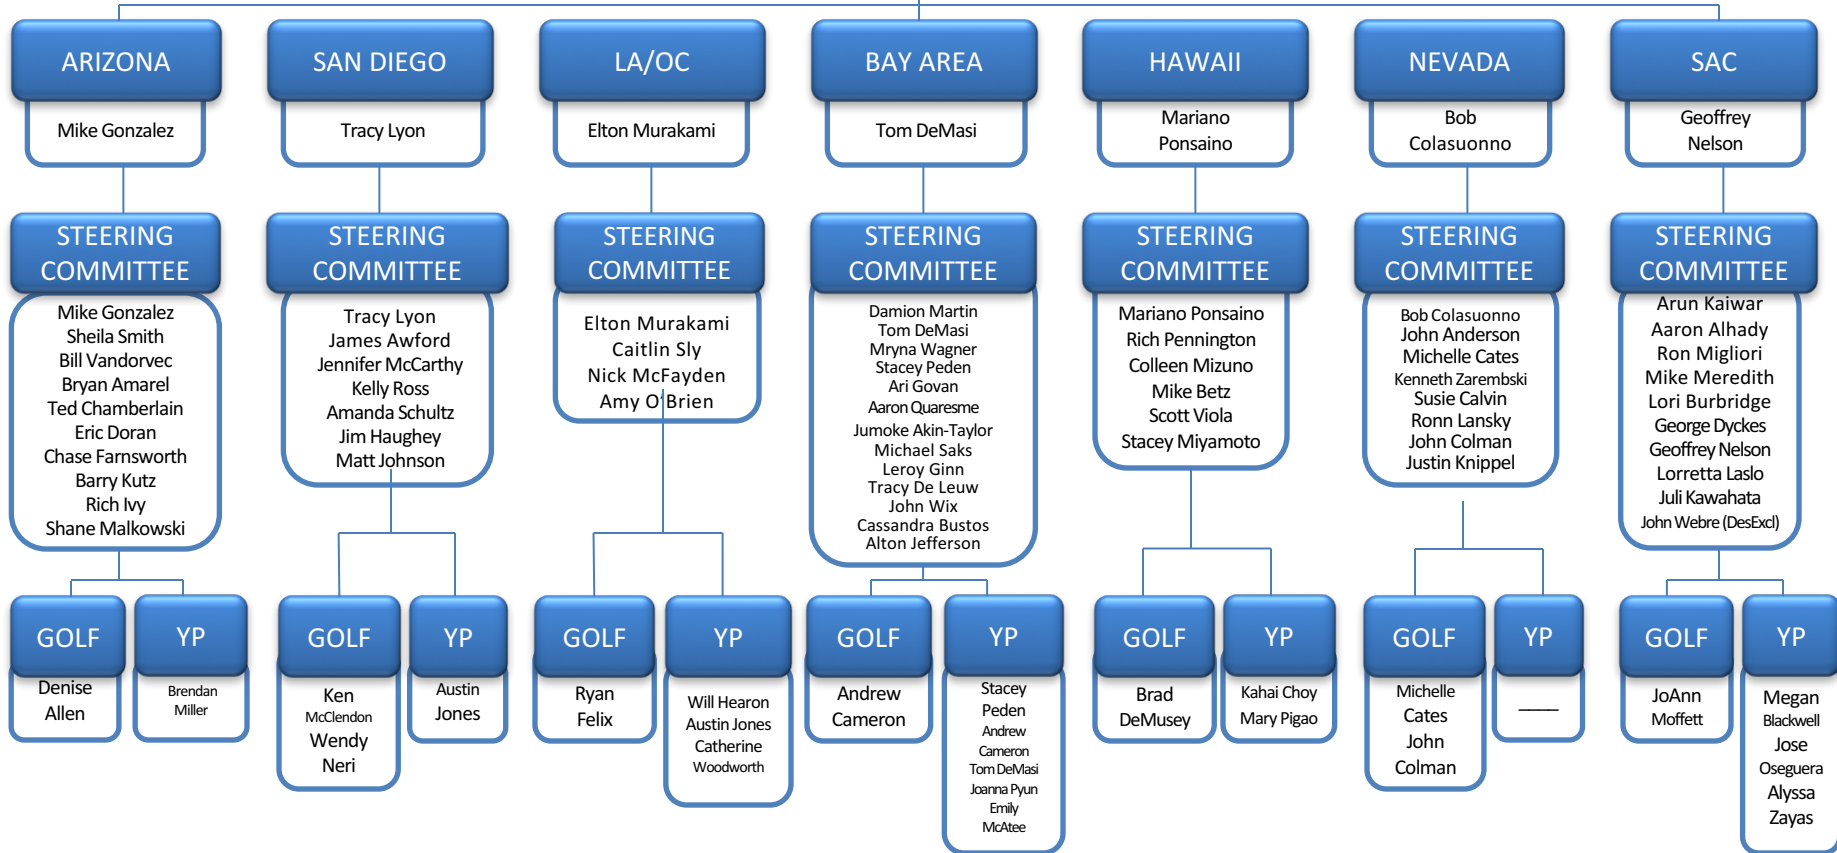 ARIZONA
Mike Gonzalez
STEERING
COMMITTEE
Mike Gonzalez
Sheila Smith
Bill Vandorvec
Bryan Amarel
Ted Chamberlain
Eric Doran
Chase Farnsworth
Barry Kutz
Rich Ivy
Shane Malkowski
GOLF
Denise
Allen
YP
Brendan
Miller
SAN DIEGO
Tracy Lyon
STEERING
COMMITTEE
Tracy Lyon
James Awford
Jennifer McCarthy
Kelly Ross
Amanda Schultz
Jim Haughey
Matt Johnson
GOLF
Ken
McClendon
Wendy
Neri
YP
Austin
Jones
LA/OC
Elton Murakami
STEERING
COMMITTEE
Elton Murakami
Caitlin Sly
Nick McFayden
Amy O'Brien
GOLF
Ryan
Felix
YP
Will Hearon
Austin Jones
Catherine
Woodworth
BAY AREA
Tom DeMasi
STEERING
COMMITTEE
Damion Martin
Tom DeMasi
Mryna Wagner
Stacey Peden
Ari Govan
Aaron Quaresme
Jumoke Akin-Taylor
Michael Saks
Leroy Ginn
Tracy De Leuw
John Wix
Cassandra Bustos
Alton Jefferson
GOLF
Andrew
Cameron
YP
Stacey
Peden
Andrew
Cameron
Tom DeMasi
Joanna Pyun
Emily
McAtee
HAWAII
Mariano
Ponsaino
STEERING
COMMITTEE
Mariano Ponsaino
Rich Pennington
Colleen Mizuno
Mike Betz
Scott Viola
Stacey Miyamoto
GOLF
Brad
DeMusey
YP
Kahai Choy
Mary Pigao
NEVADA
Bob
Colasuonno
STEERING
COMMITTEE
Bob Colasuonno
John Anderson
Michelle Cates
Kenneth Zarembski
Susie Calvin
Ronn Lansky
John Colman
Justin Knippel
GOLF
Michelle
Cates
John
Colman
YP
____
SAC
Geoffrey
Nelson
STEERING
COMMITTEE
Arun Kaiwar
Aaron Alhady
Ron Migliori
Mike Meredith
Lori Burbridge
George Dyckes
Geoffrey Nelson
Lorretta Laslo
Juli Kawahata
John Webre (DesExcl)
GOLF
JoAnn
Moffett
YP
Megan
Blackwell
Jose
Oseguera
Alyssa
Zayas